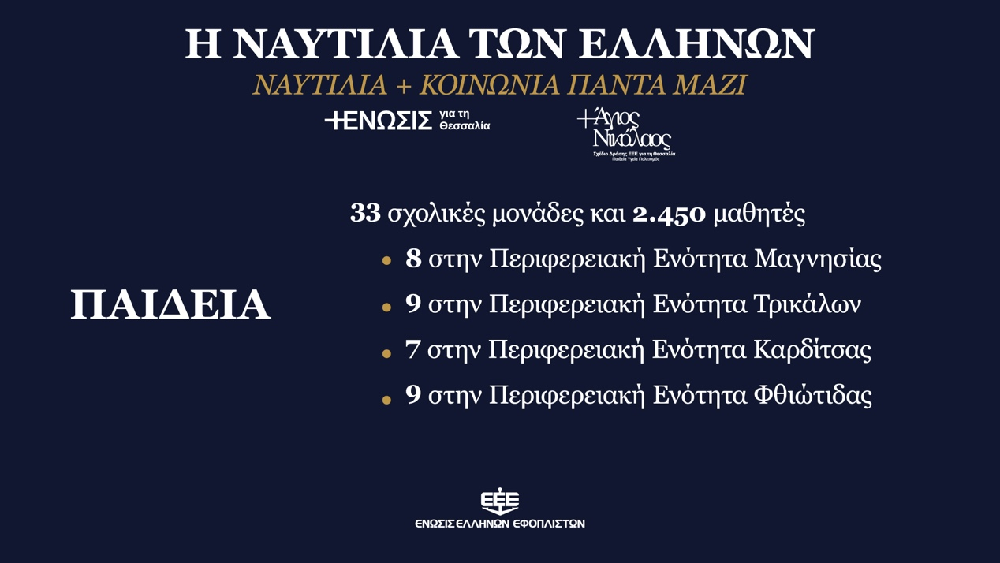 Η ΝΑΥΤΙΛΙΑ ΤΩΝ ΕΛΛΗΝΩΝ
ΝΑΥΤΙΛΙΑ + ΚΟΙΝΩΝΙΑ ΠΑΝΤΑ ΜΑΖΙ
+ΕΝΩΣΙΣ για τη
Θεσσαλία
+Άγιος
Νικόλαος
Σχέδιο Δράσης ΕΕΕ για τη Θεσσαλία
Παιδεία Υγεία Πολιτισμός
33 σχολικές μονάδες και 2.450 μαθητές
• 8 στην Περιφερειακή Ενότητα Μαγνησίας
• 9 στην Περιφερειακή Ενότητα Τρικάλων
ΠΑΙΔΕΙΑ
• 7 στην Περιφερειακή Ενότητα Καρδίτσας
• 9 στην Περιφερειακή Ενότητα Φθιώτιδας
ΕΕΕ
ΕΝΩΣΙΣ ΕΛΛΗΝΩΝ ΕΦΟΠΛΙΣΤΩΝ